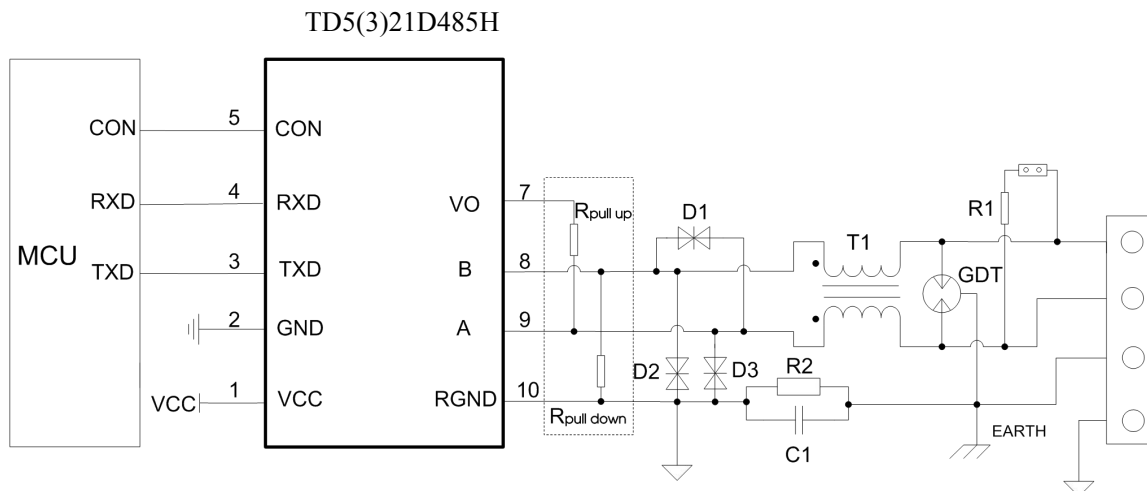 TD5(3)21D485H
MCU
CON
5
CON
RXD
4
RXD
TXD
3
TXD
2
GND
VCC
1
VCC
VO
7
B
8
A
9
RGND
10
Rpull up
Rpull down
D1
D2
D3
T1
R2
C1
GDT
R1
EARTH